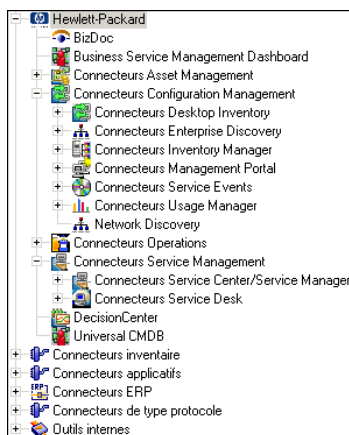 Hewlett-Packard
BizDoc
Business Service Management Dashboard
Connecteurs Asset Management
Connecteurs Configuration Management
Connecteurs Desktop Inventory
Connecteurs Enterprise Discovery
Connecteurs Inventory Manager
Connecteurs Management Portal
Connecteurs Service Events
Connecteurs Usage Manager
Network Discovery
Connecteurs Operations
Connecteurs Service Management
Connecteurs Service Center/Service Manager
Connecteurs Service Desk
DecisionCenter
Universal CMDB
Connecteurs inventaire
Connecteurs applicatifs
ERP Connecteurs ERP
Connecteurs de type protocole
Outils internes